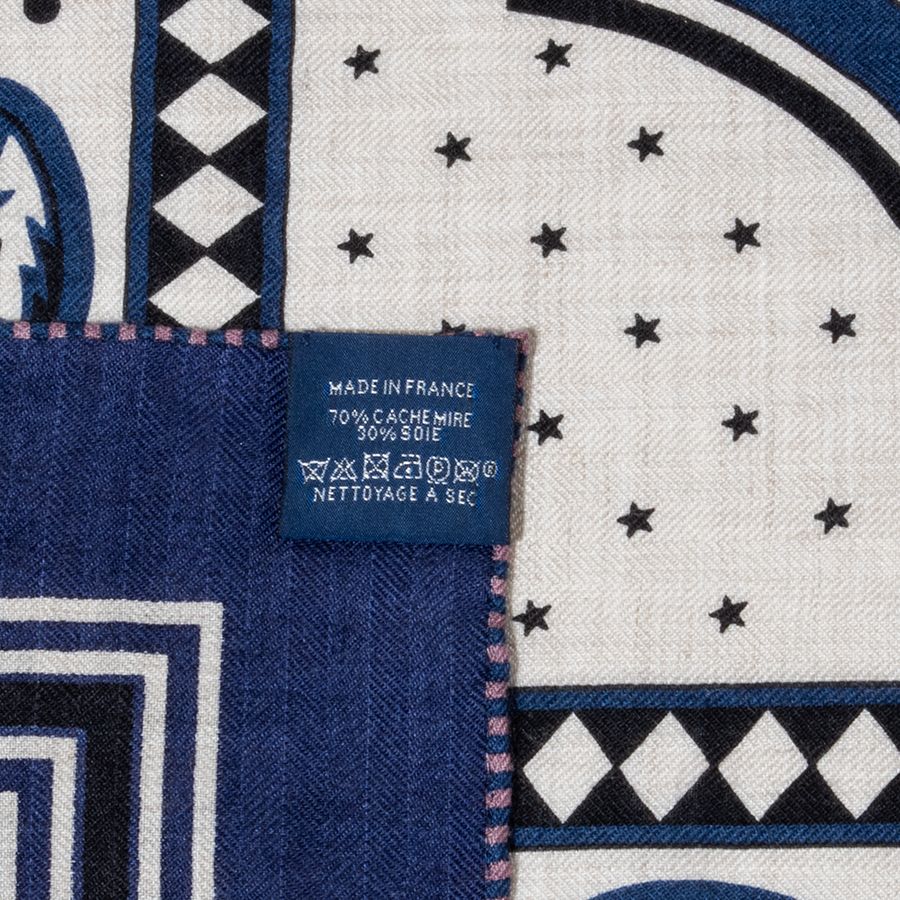 MADE IN FRANCE
70% CACHEMIRE
30% SOIE
P ®
NETTOYAGE A SEC